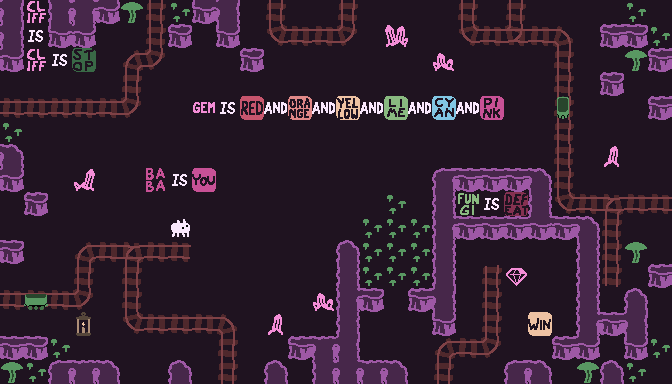 CLIFF
IS
CLIFF IS STOP
GEM IS RED AND ORANGE AND YELLOW AND LIME AND CYAN AND PINK
BABA IS YOU
FUNGI IS DEFEAT
WIN